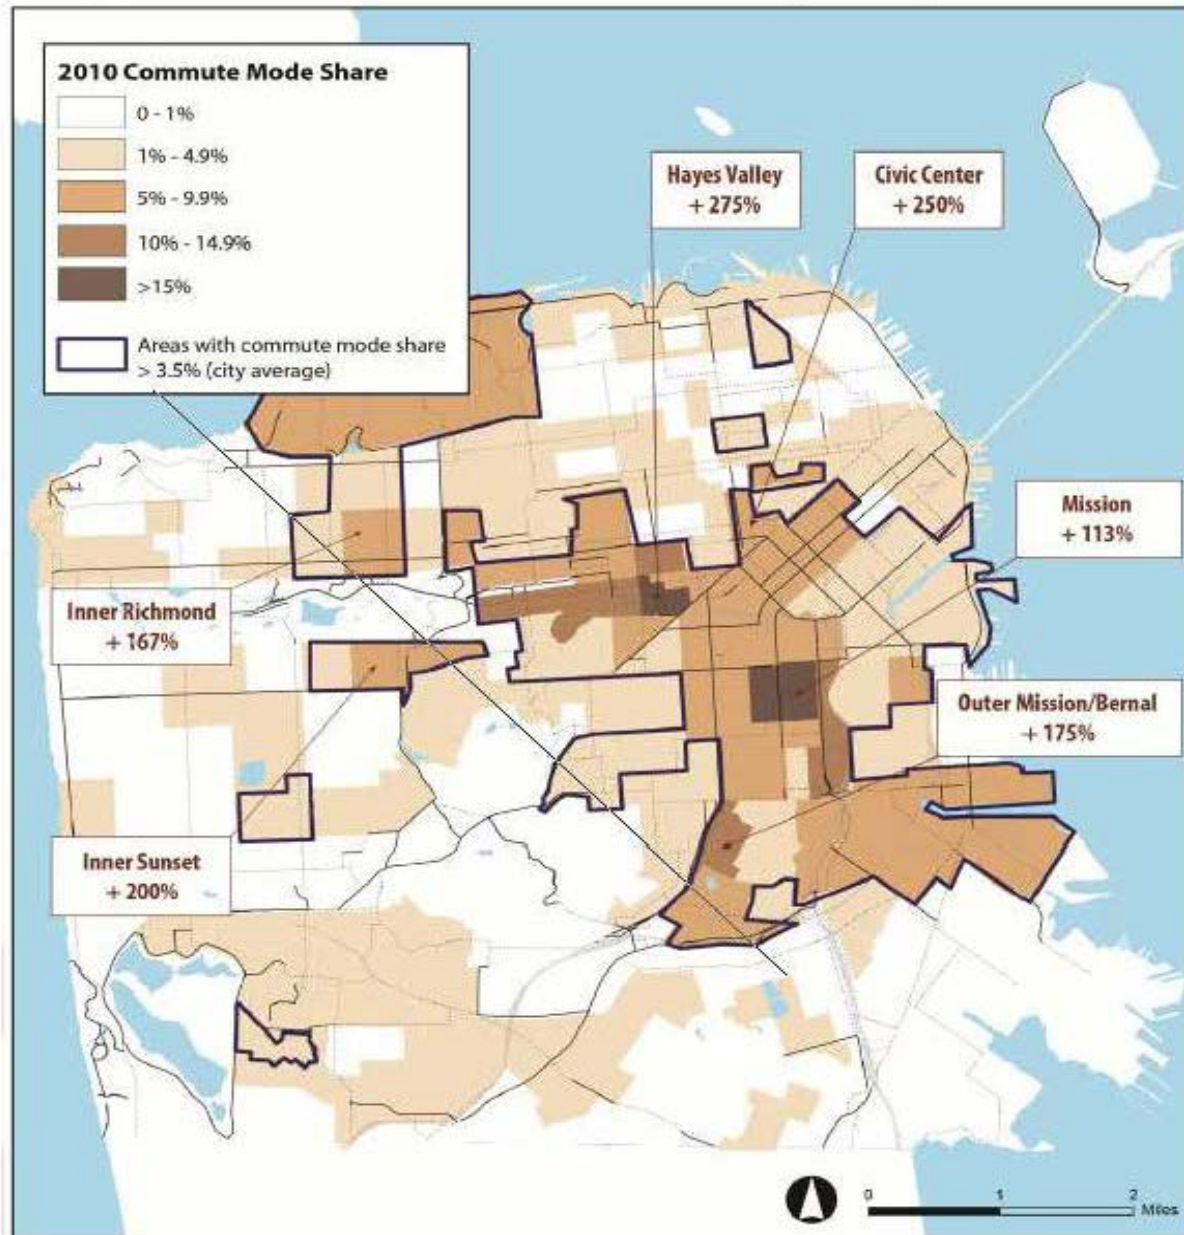 2010 Commute Mode Share
0 - 1%
1% - 4.9%
5% - 9.9%
10% - 14.9%
>15%
Areas with commute mode share
> 3.5% (city average)
Hayes Valley
+ 275%
Civic Center
+ 250%
Mission
+ 113%
Inner Richmond
+ 167%
Outer Mission/Bernal
+ 175%
Inner Sunset
+ 200%
0 1 2
Miles